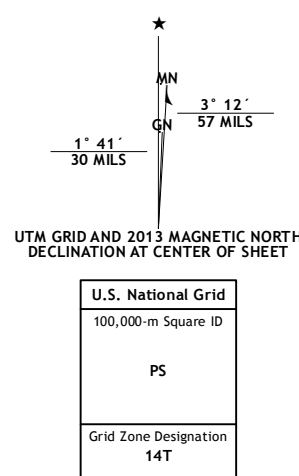 ★
MN
3° 12´
57 MILS
GN
1° 41´
30 MILS
UTM GRID AND 2013 MAGNETIC NORTH
DECLINATION AT CENTER OF SHEET
U.S. National Grid
100,000-m Square ID
PS
Grid Zone Designation
14T